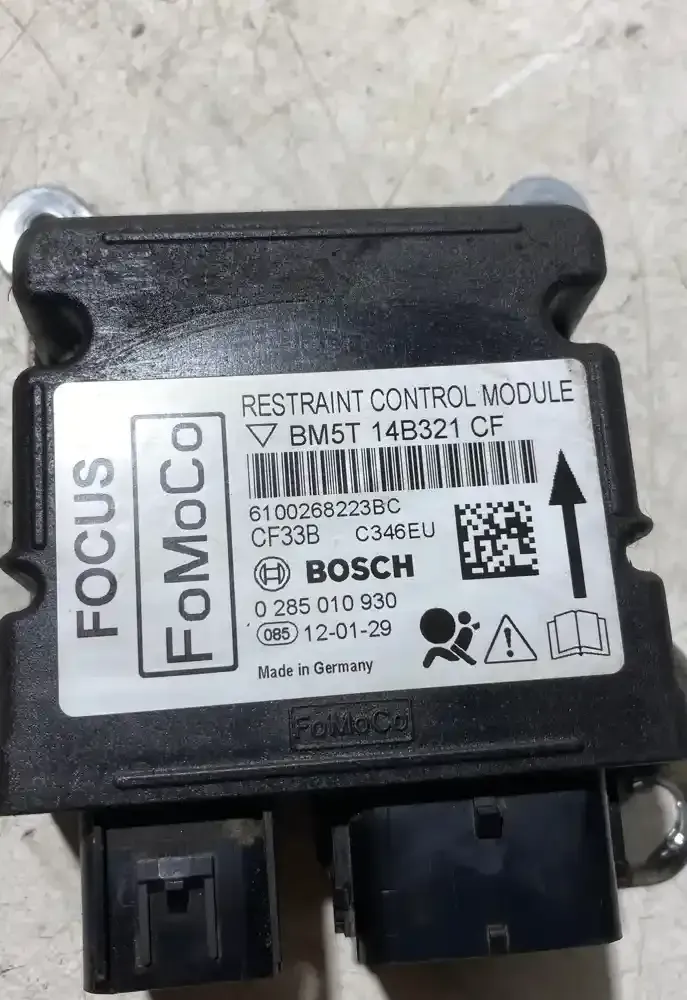 FOCUS
FoMoCo
RESTRAINT CONTROL MODULE
BM5T 14B321 CF
6100268223BC
CF33B C346EU
BOSCH
0 285 010 930
085 12-01-29
Made in Germany
FoMoCo